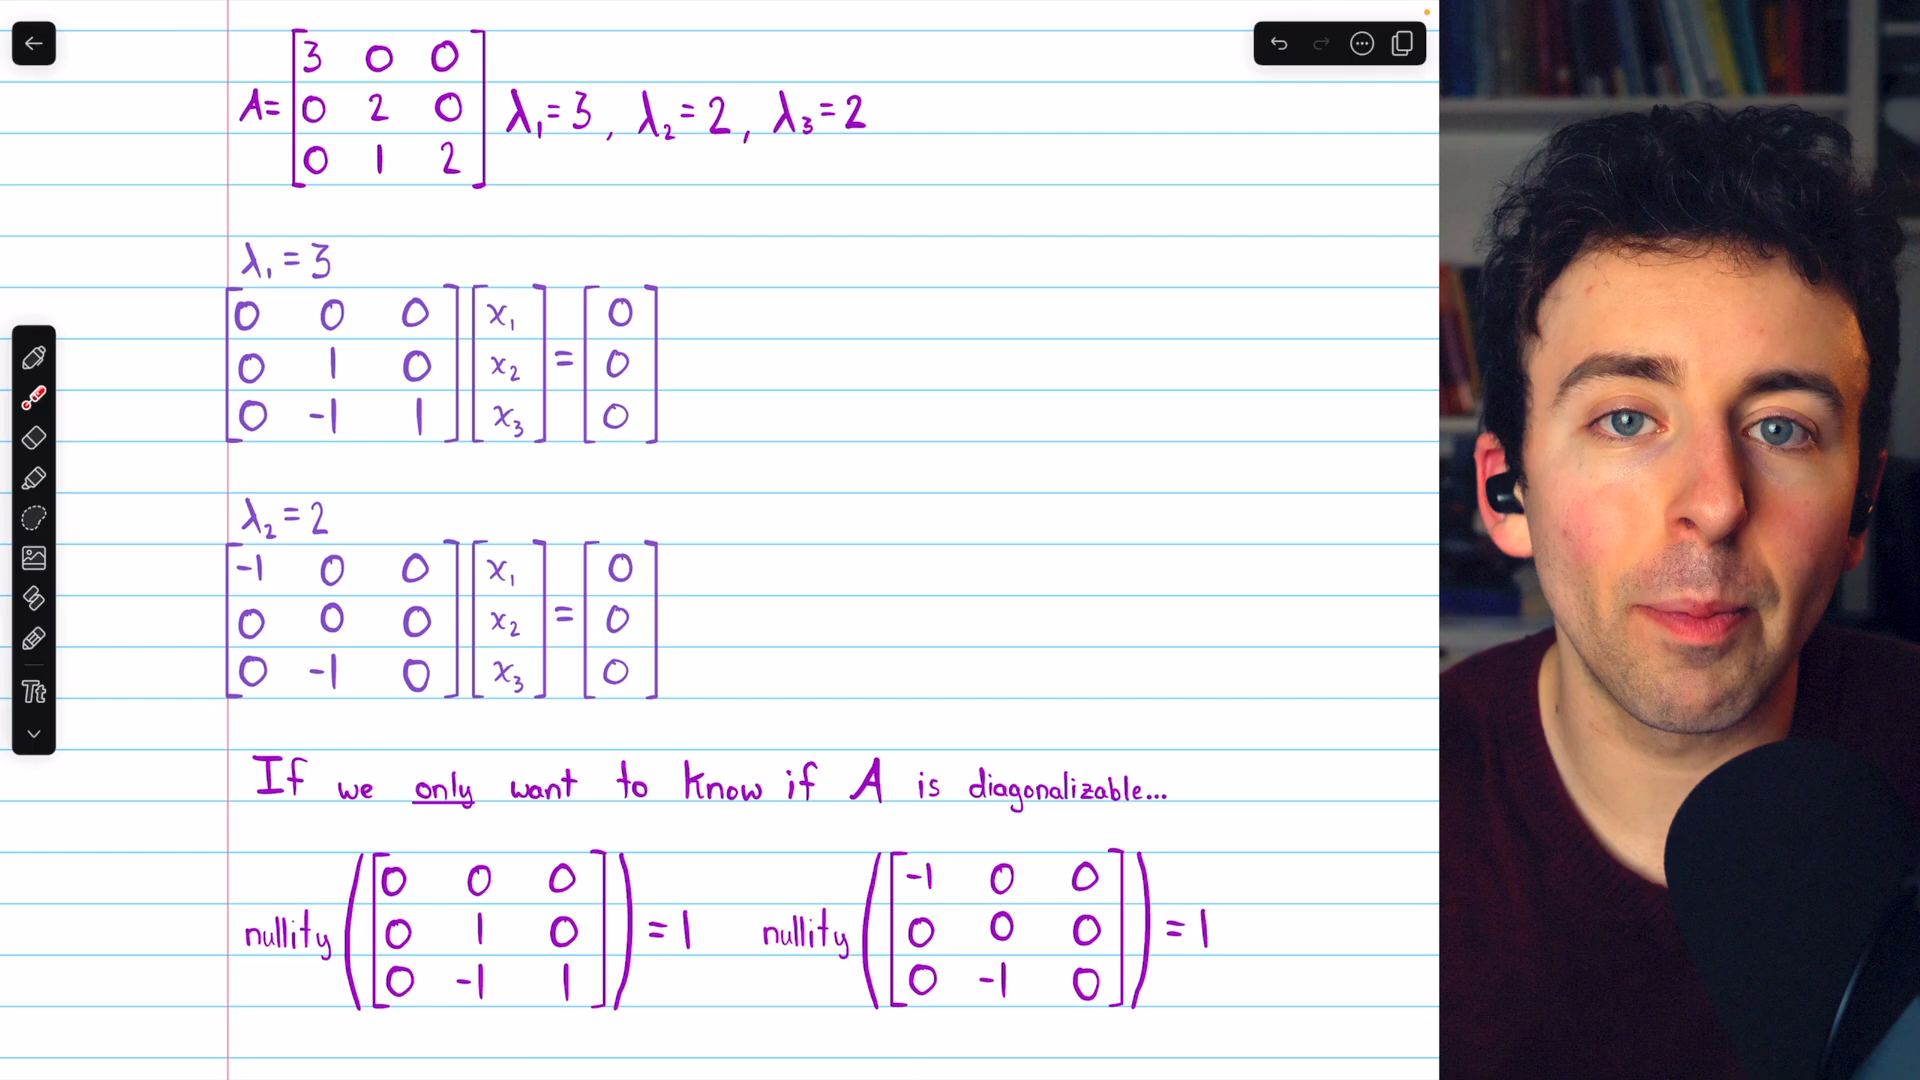 A= [3 0 0
0 2 0
0 1 2] λ₁=3, λ₂=2, λ₃=2
λ₁=3
[0 0 0
0 1 0
0 -1 1] [x₁
x₂
x₃] = [0
0
0]
λ₂=2
[-1 0 0
0 0 0
0 -1 0] [x₁
x₂
x₃] = [0
0
0]
If we only want to know if A is diagonalizable...
nullity ([0 0 0
0 1 0
0 -1 1]) = 1
nullity ([-1 0 0
0 0 0
0 -1 0]) = 1
Tt